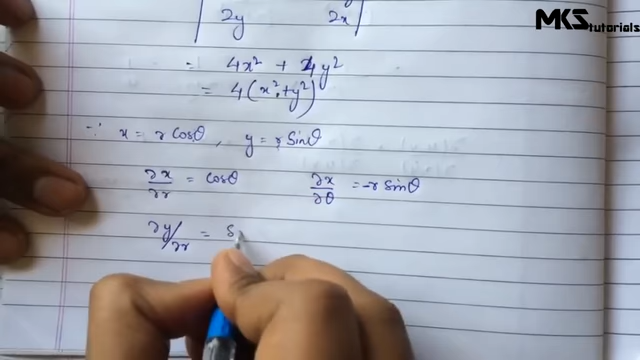 MKS tutorials
2y 2x
= 4x² + 4y²
= 4(x² + y²)
∵ x = r Cosθ, y = r Sinθ
∂x/∂r = Cosθ ∂x/∂θ = -r Sinθ
∂y/∂r = S